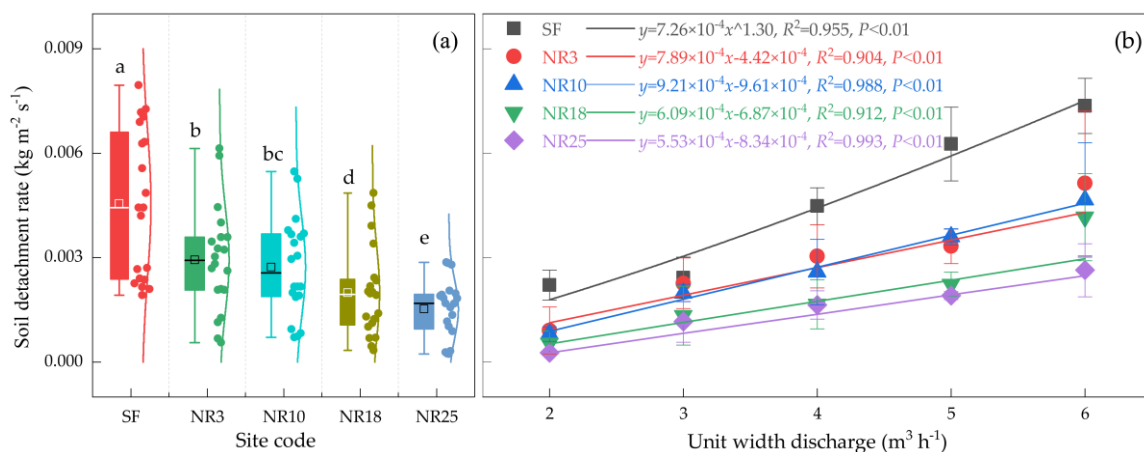 Soil detachment rate (kg m⁻² s⁻¹)
0.009
0.006
0.003
0.000
(a)
a
b
bc
d
e
SF NR3 NR10 NR18 NR25
Site code
(b)
SF y=7.26×10⁻⁴x^1.30, R²=0.955, P<0.01
NR3 y=7.89×10⁻⁴x-4.42×10⁻⁴, R²=0.904, P<0.01
NR10 y=9.21×10⁻⁴x-9.61×10⁻⁴, R²=0.988, P<0.01
NR18 y=6.09×10⁻⁴x-6.87×10⁻⁴, R²=0.912, P<0.01
NR25 y=5.53×10⁻⁴x-8.34×10⁻⁴, R²=0.993, P<0.01
2 3 4 5 6
Unit width discharge (m³ h⁻¹)